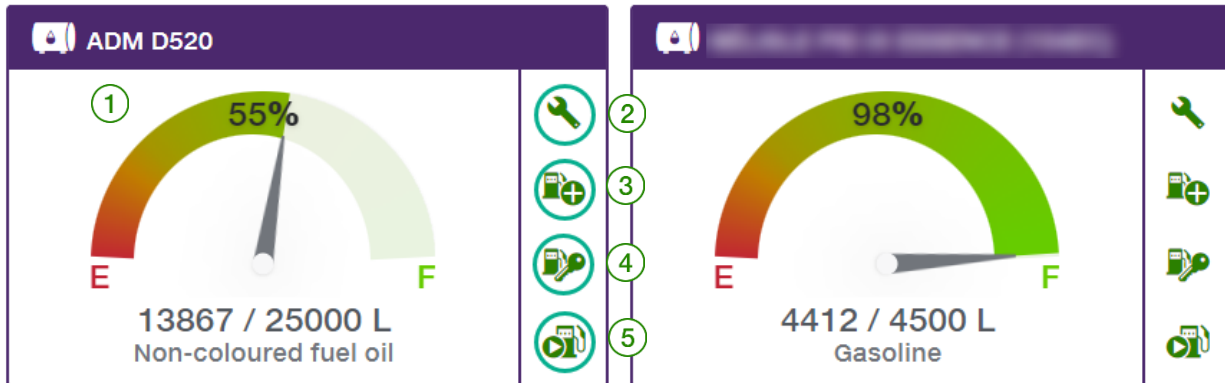 ADM D520
1
55%
2
3
4
5
E
F
13867 / 25000 L
Non-coloured fuel oil
98%
E
F
4412 / 4500 L
Gasoline